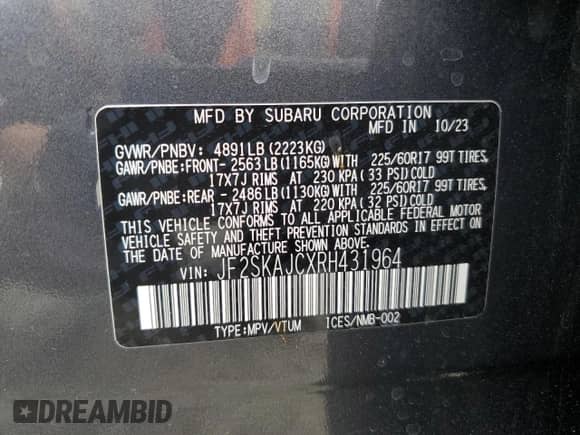 MFD BY SUBARU CORPORATION
MFD IN 10/23
GVWR/PNBV: 4891LB(2223KG)
GAWR/PNBE:FRONT- 2563LB(1165KG)WITH 225/60R17 99T TIRES,
17X7J RIMS AT 230 KPA(33 PSI)COLD
GAWR/PNBE:REAR - 2486LB(1130KG)WITH 225/60R17 99T TIRES,
17X7J RIMS AT 220 KPA(32 PSI)COLD
THIS VEHICLE CONFORMS TO ALL APPLICABLE FEDERAL MOTOR
VEHICLE SAFETY AND THEFT PREVENTION STANDARDS IN EFFECT ON
THE DATE OF MANUFACTURE SHOWN ABOVE.
VIN: JF2SKAJCXRH431964
TYPE:MPV/VTUM ICES/NMB-002
DREAMBID